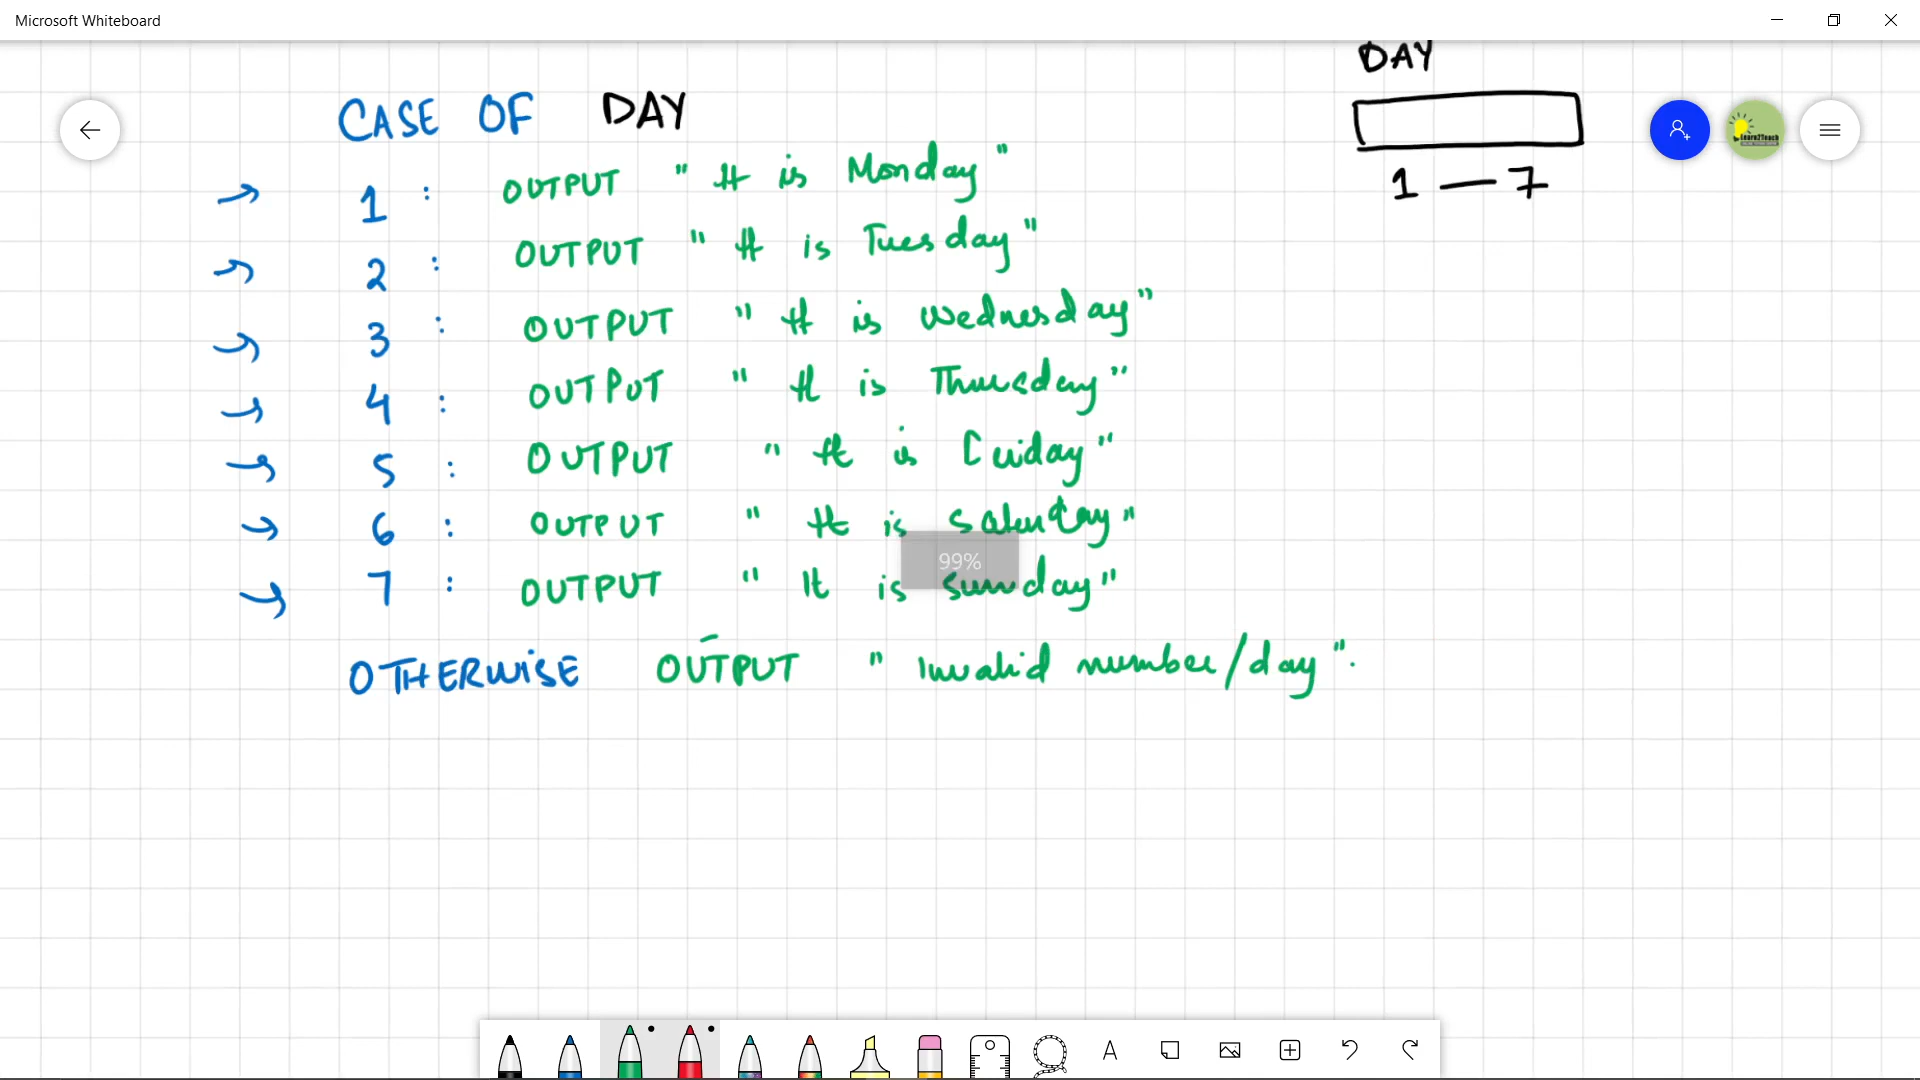 Microsoft Whiteboard
DAY
CASE OF DAY
1 : OUTPUT "It is Monday"
1 — 7
2 : OUTPUT "It is Tuesday"
3 : OUTPUT "It is Wednesday"
4 : OUTPUT "It is Thursday"
5 : OUTPUT "It is Friday"
6 : OUTPUT "It is Saturday"
99%
7 : OUTPUT "It is Sunday"
OTHERWISE OUTPUT "Invalid number/day".
Learn2Teach
A